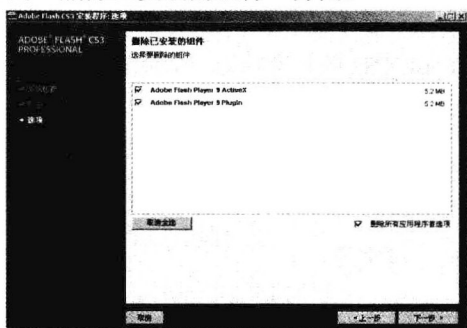 Adobe Flash CS3 安装程序: 选项
ADOBE® FLASH® CS3
PROFESSIONAL
删除已安装的组件
选择要删除的组件
Adobe Flash Player 9 ActiveX 5.2 MB
Adobe Flash Player 9 Plugin 5.2 MB
选项
取消全选
删除所有应用程序首选项
取消
<上一步
下一步>